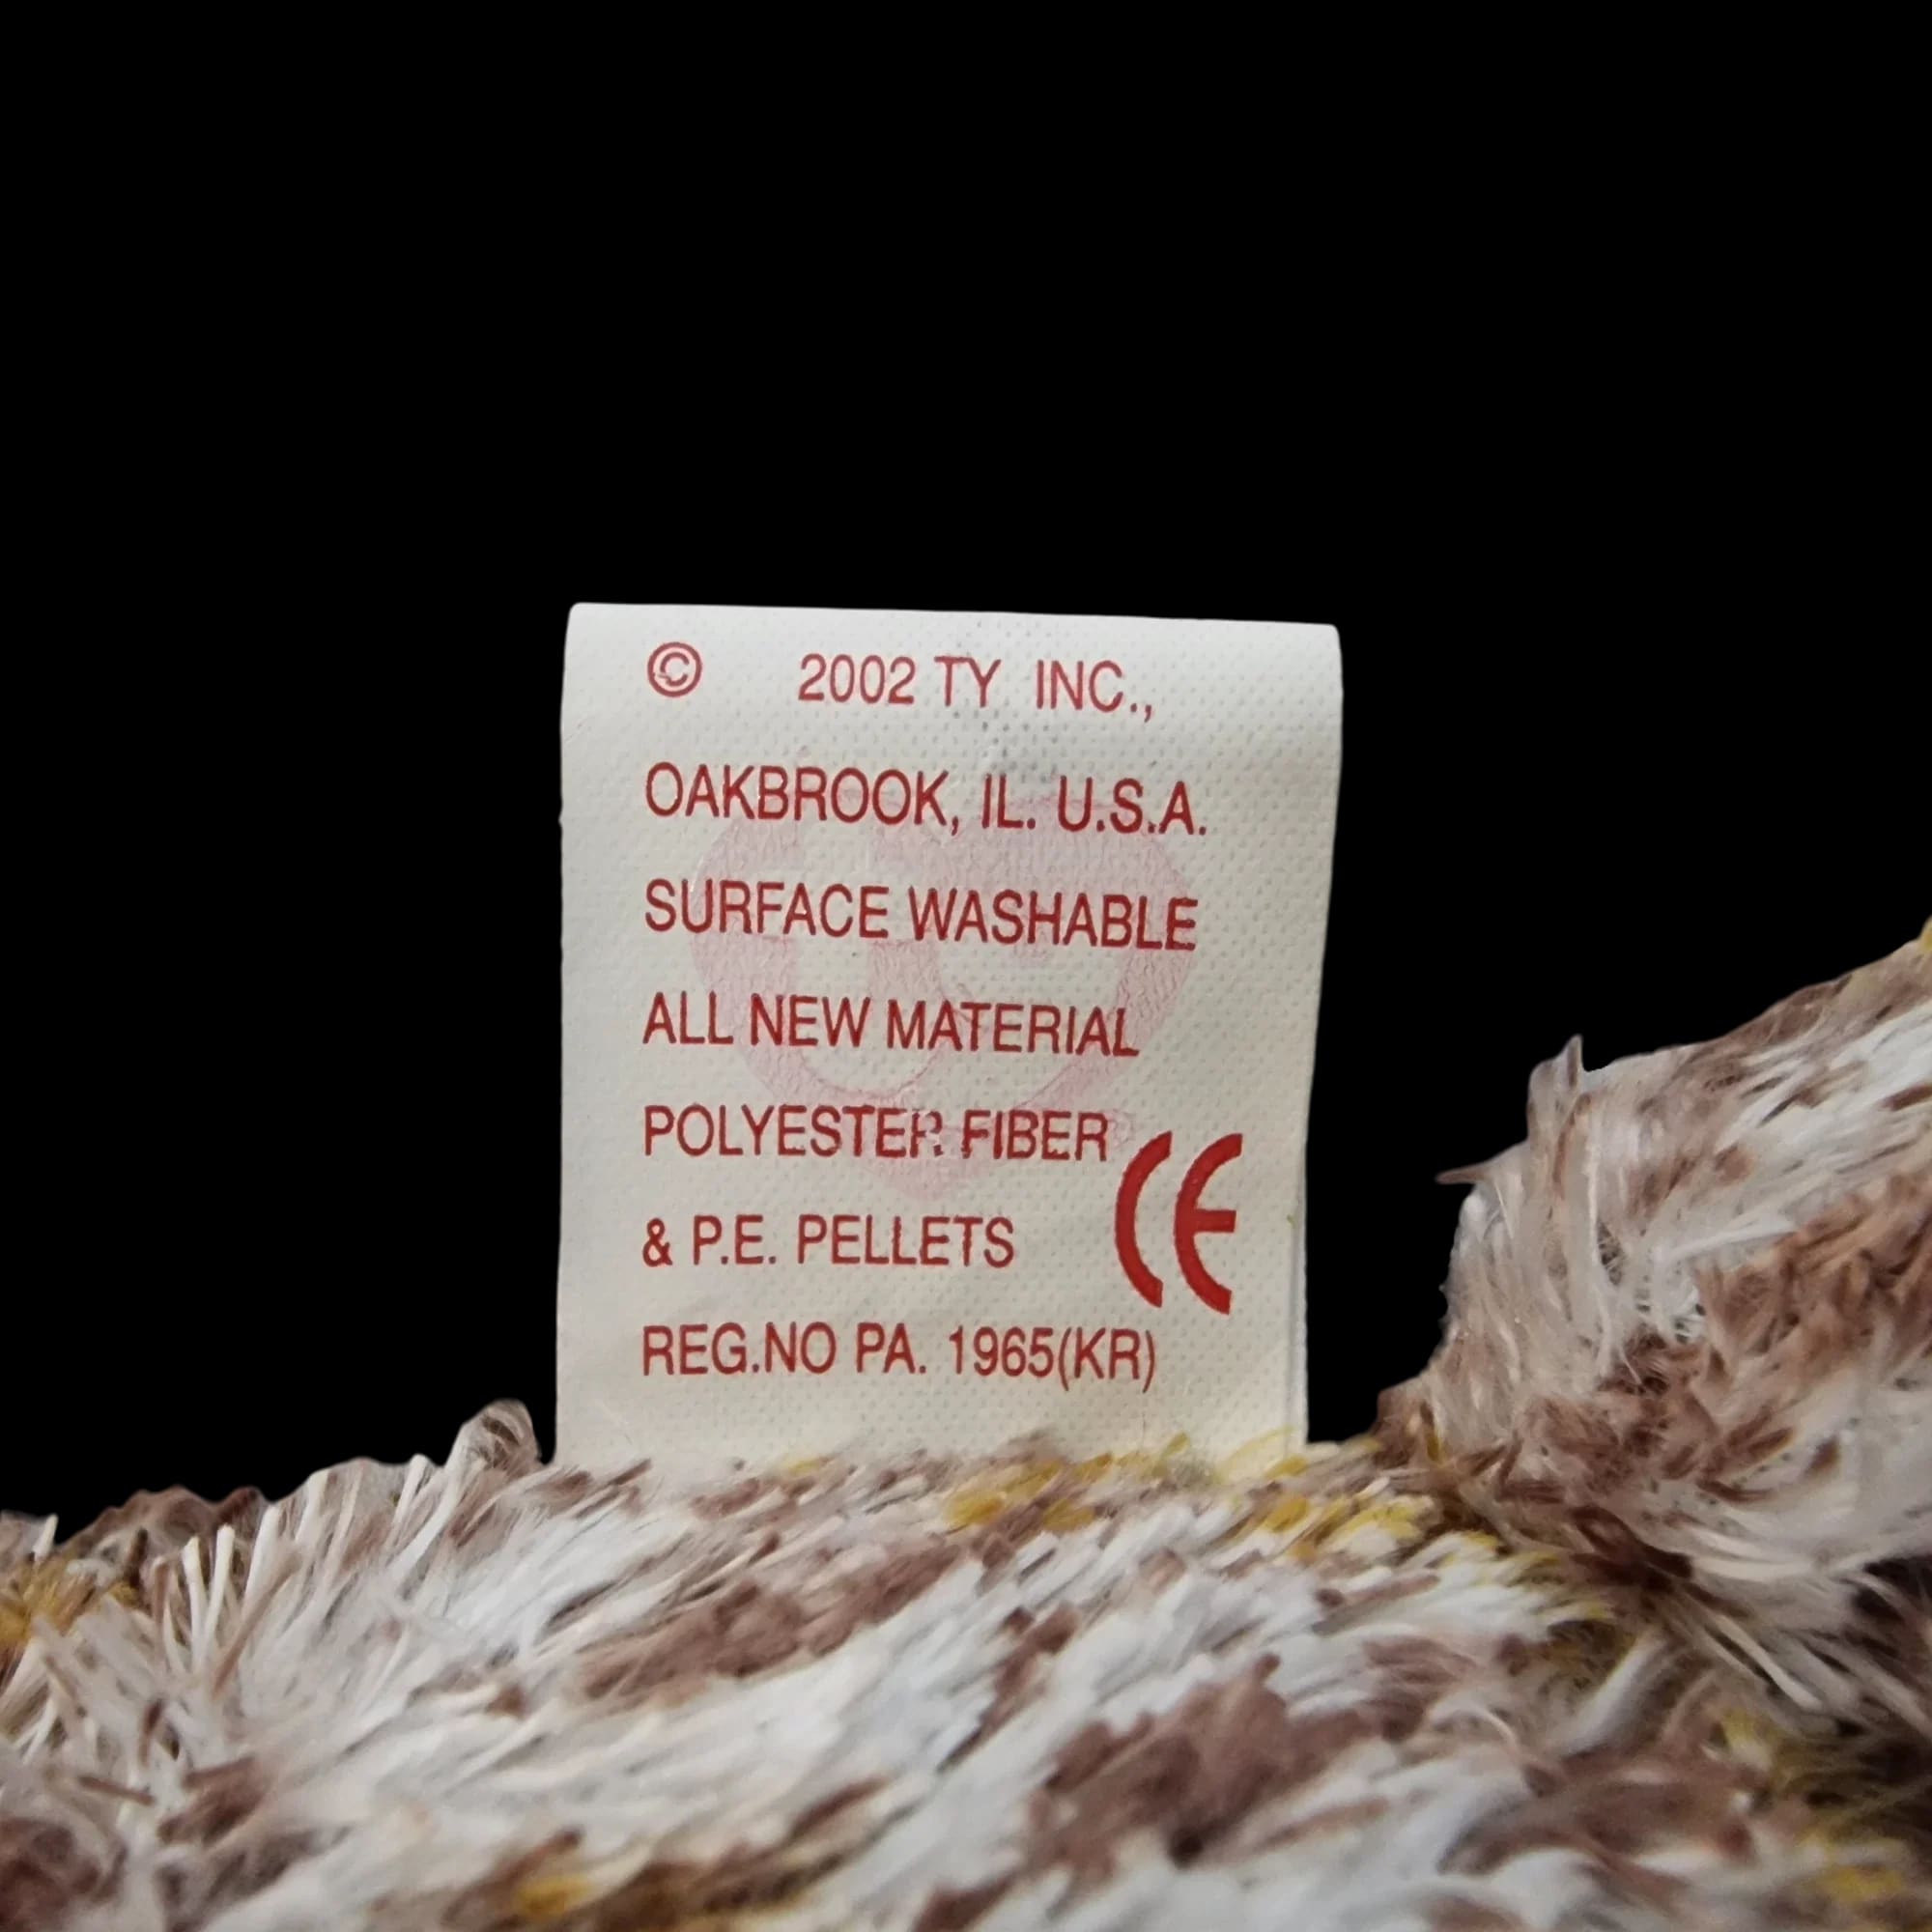 © 2002 TY INC.,
OAKBROOK, IL. U.S.A.
SURFACE WASHABLE
ALL NEW MATERIAL
POLYESTER FIBER
& P.E. PELLETS
CE
REG.NO PA. 1965(KR)